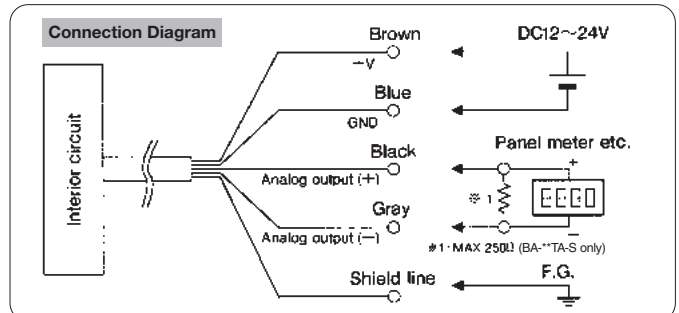 Connection Diagram
Brown
−V
DC12~24V
Blue
GND
Interior circuit
Black
Analog output (+)
Panel meter etc.
+
※ 1
Gray
Analog output (−)
−
※1・MAX 250Ω (BA-**TA-S only)
Shield line
F.G.